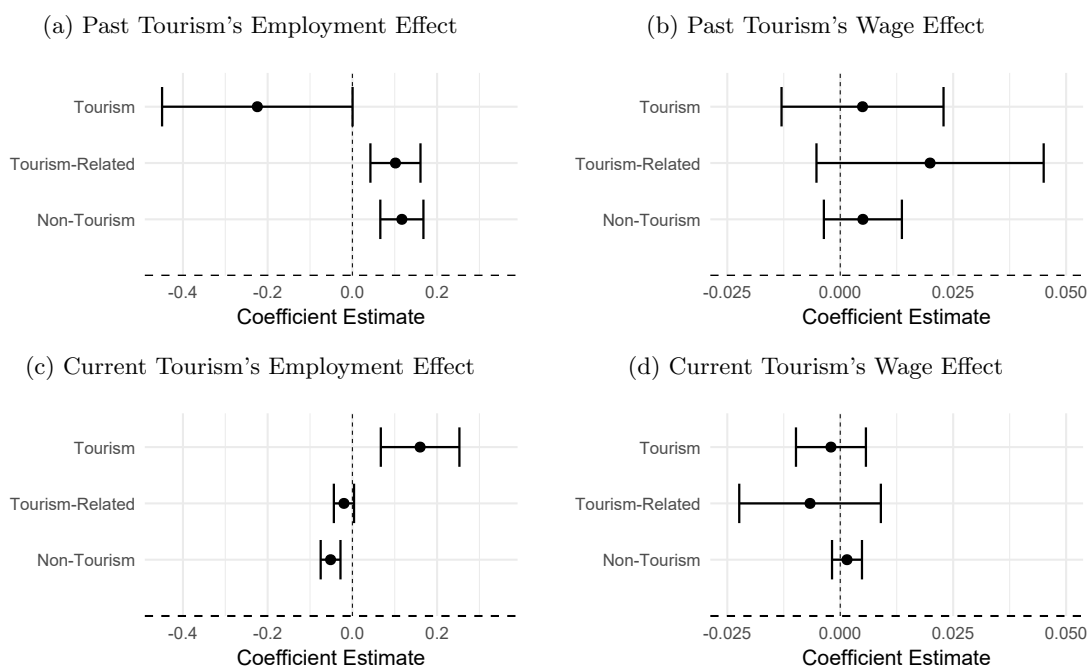 (a) Past Tourism's Employment Effect
Tourism
Tourism-Related
Non-Tourism
-0.4 -0.2 0.0 0.2
Coefficient Estimate
(b) Past Tourism's Wage Effect
Tourism
Tourism-Related
Non-Tourism
-0.025 0.000 0.025 0.050
Coefficient Estimate
(c) Current Tourism's Employment Effect
Tourism
Tourism-Related
Non-Tourism
-0.4 -0.2 0.0 0.2
Coefficient Estimate
(d) Current Tourism's Wage Effect
Tourism
Tourism-Related
Non-Tourism
-0.025 0.000 0.025 0.050
Coefficient Estimate